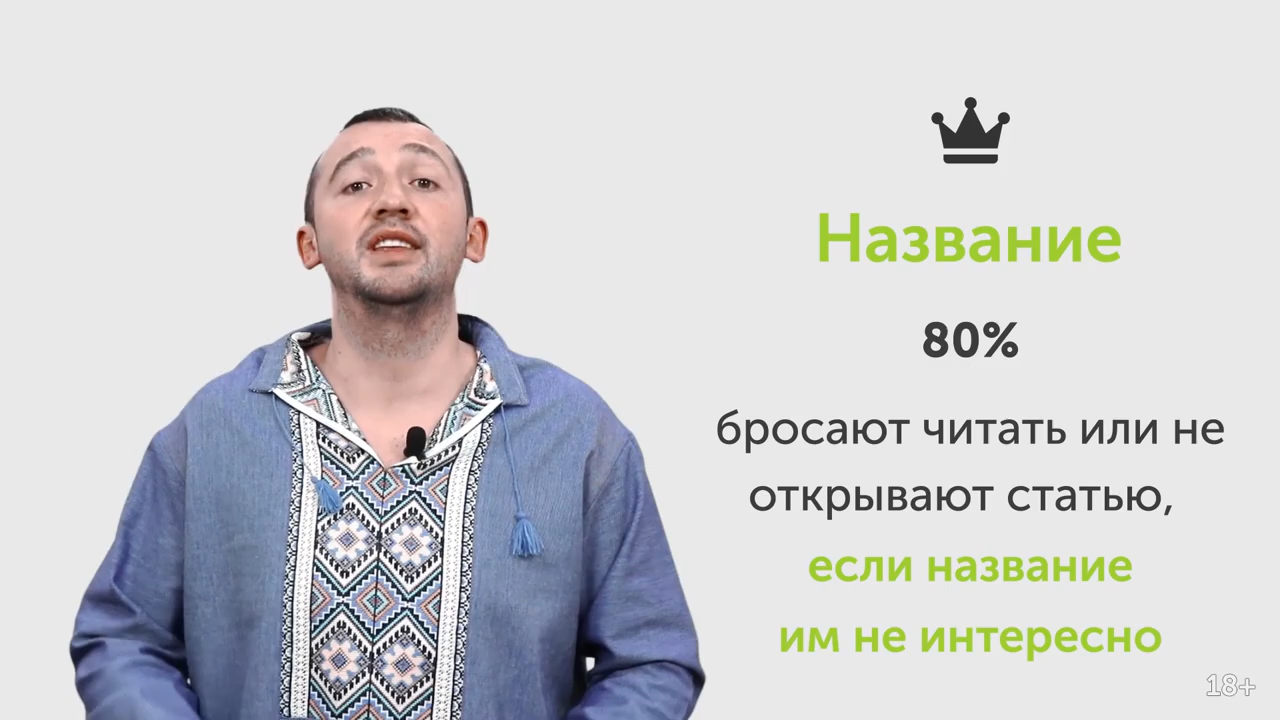 Название
80%
бросают читать или не
открывают статью,
если название
им не интересно
18+